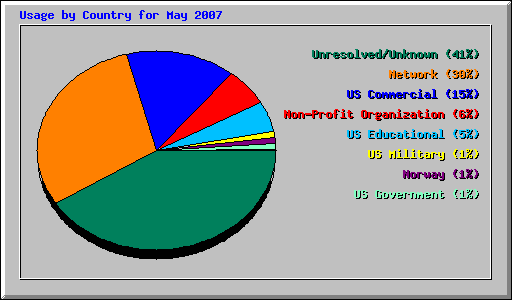 Usage by Country for May 2007
Unresolved/Unknown (41%)
Network (30%)
US Commercial (15%)
Non-Profit Organization (6%)
US Educational (5%)
US Military (1%)
Norway (1%)
US Government (1%)